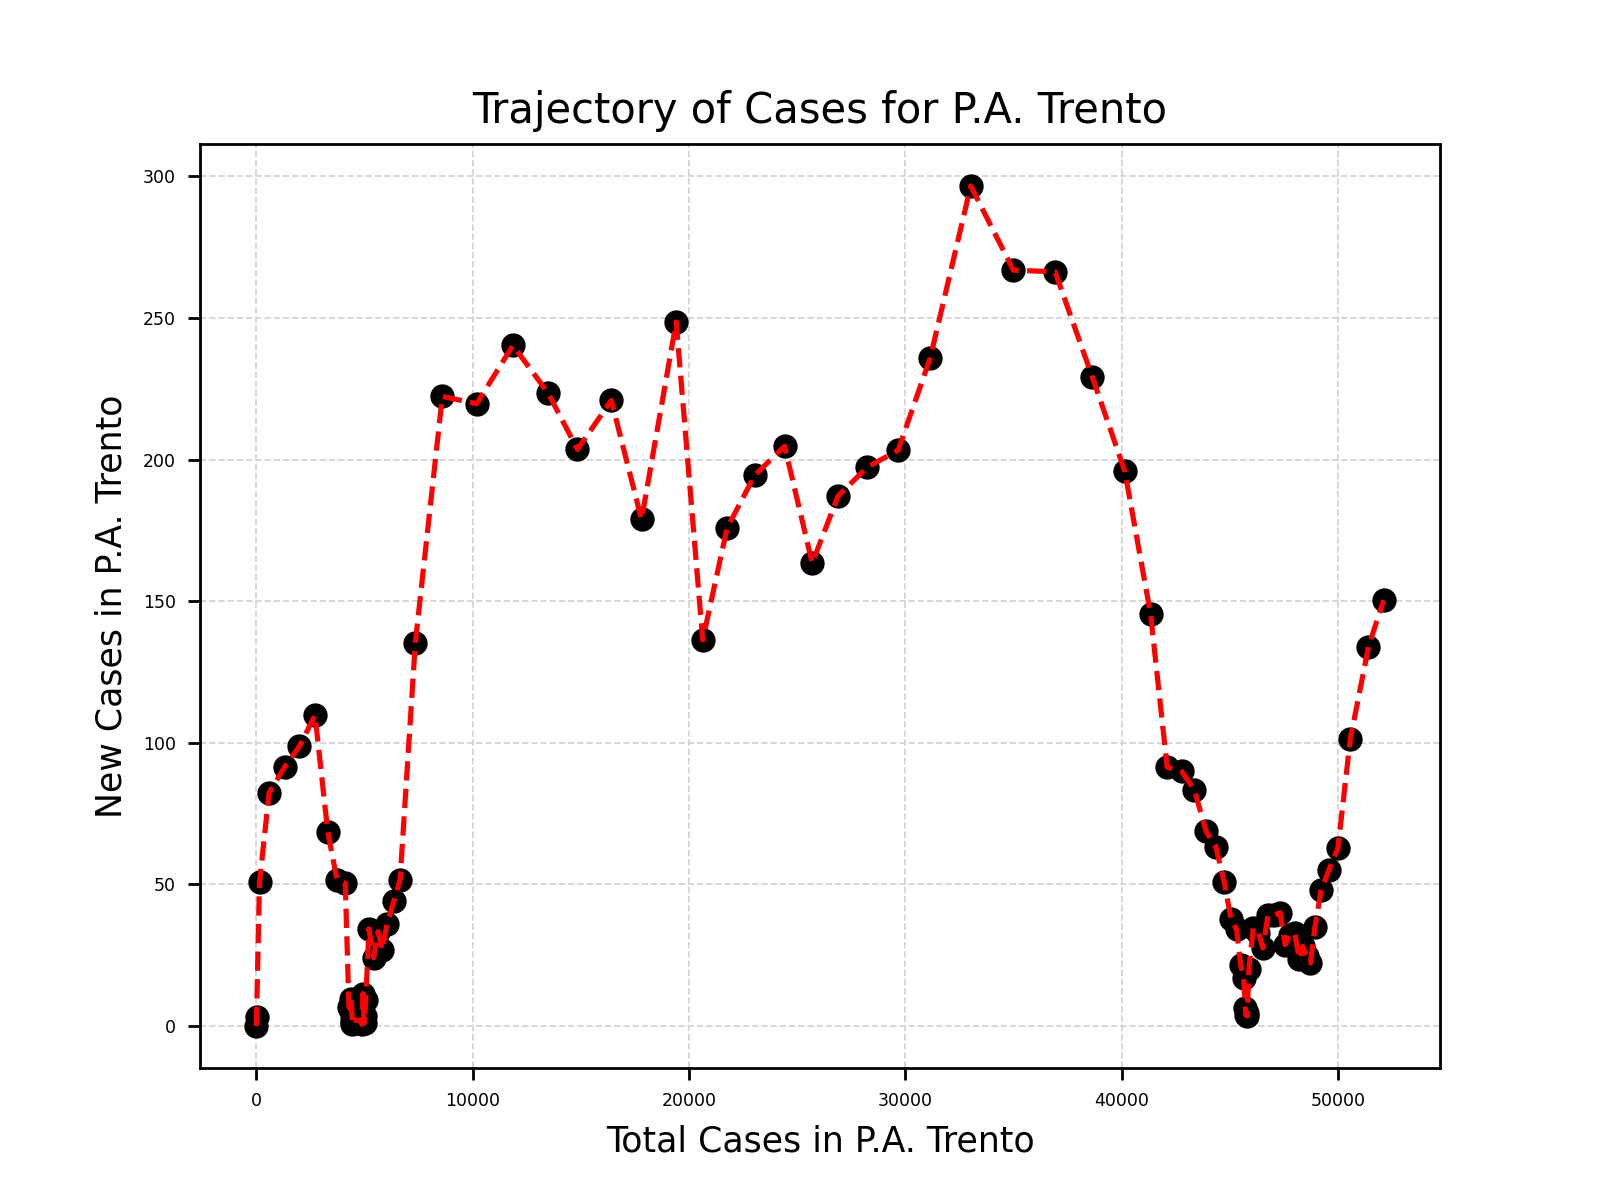 Trajectory of Cases for P.A. Trento
New Cases in P.A. Trento
300
250
200
150
100
50
0
0 10000 20000 30000 40000 50000
Total Cases in P.A. Trento